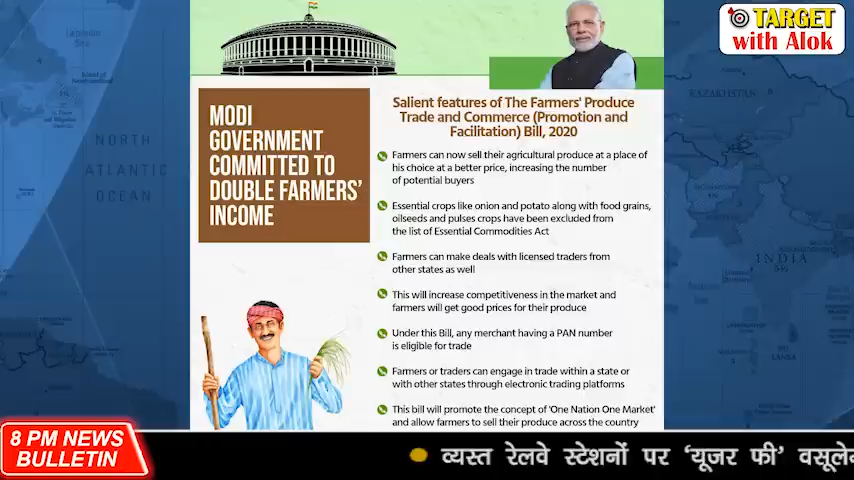 TARGET
with Alok
MODI
GOVERNMENT
COMMITTED TO
DOUBLE FARMERS'
INCOME
Salient features of The Farmers' Produce
Trade and Commerce (Promotion and
Facilitation) Bill, 2020
Farmers can now sell their agricultural produce at a place of
his choice at a better price, increasing the number
of potential buyers
Essential crops like onion and potato along with food grains,
oilseeds and pulses crops have been excluded from
the list of Essential Commodities Act
Farmers can make deals with licensed traders from
other states as well
This will increase competitiveness in the market and
farmers will get good prices for their produce
Under this Bill, any merchant having a PAN number
is eligible for trade
Farmers or traders can engage in trade within a state or
with other states through electronic trading platforms
This bill will promote the concept of 'One Nation One Market'
and allow farmers to sell their produce across the country
NORTH
ATLANTIC
OCEAN
KAZAKHSTAN
INDIA
8 PM NEWS
BULLETIN
व्यस्त रेलवे स्टेशनों पर 'यूजर फी' वसूले